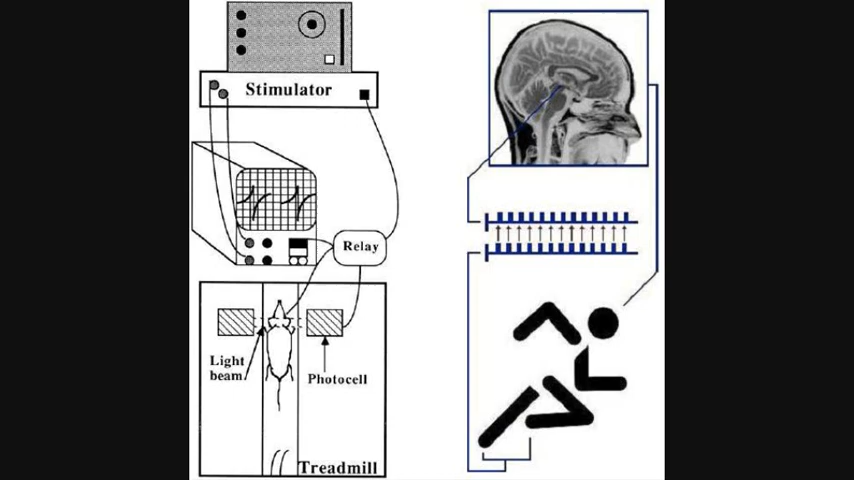 Stimulator
Relay
Light
beam
Photocell
Treadmill